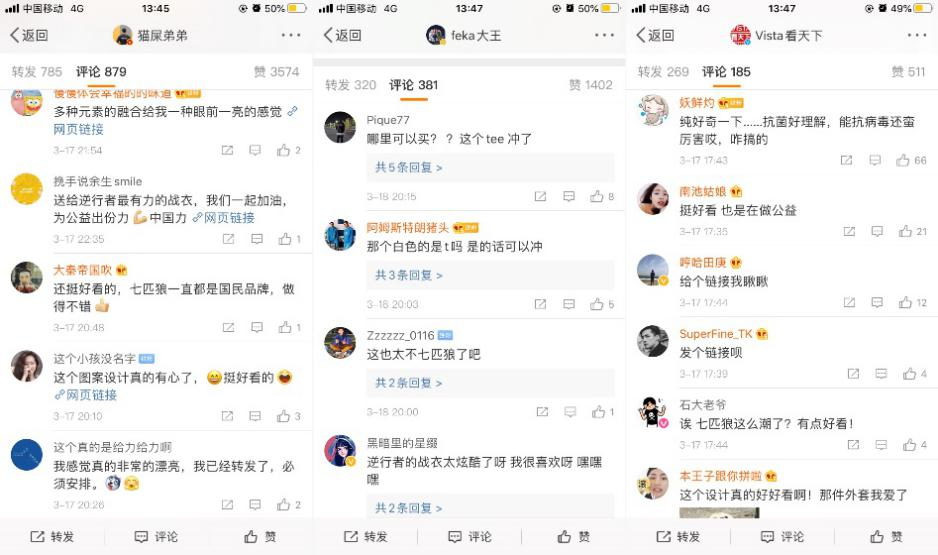 中国移动 4G 13:45 50%
返回 猫屎弟弟
转发 785 评论 879 赞 3574
慢慢体会幸福的的味道
多种元素的融合给我一种眼前一亮的感觉
网页链接
3-17 21:54 2
挽手说余生smile
送给逆行者最有力的战衣，我们一起加油，
为公益出份力 中国力 网页链接
3-17 22:35 1
大秦帝国吹
还挺好看的，七匹狼一直都是国民品牌，做
得不错
3-17 20:48 1
这个小孩没名字
这个图案设计真的有心了， 挺好看的
网页链接
3-17 20:10 3
这个真的是给力给力啊
我感觉真的非常的漂亮，我已经转发了，必
须安排。
3-17 20:26 2
转发 评论 赞
中国移动 4G 13:47 50%
返回 feka大王
转发 320 评论 381 赞 1402
Pique77
哪里可以买？？这个tee 冲了
共5条回复 >
3-18 20:15 8
阿姆斯特朗猪头
那个白色的是t吗 是的话可以冲
共3条回复 >
3-18 20:03 5
Zzzzzz_0116
这也太不七匹狼了吧
共2条回复 >
3-18 20:00 1
黑暗里的星缀
逆行者的战衣太炫酷了呀 我很喜欢呀 嘿嘿
嘿
共2条回复 >
转发 评论 赞
中国移动 4G 13:47 49%
返回 Vista看天下
转发 269 评论 185 赞 511
妖鲜灼
纯好奇一下......抗菌好理解，能抗病毒还蛮
厉害哎，咋搞的
3-17 17:43 66
南池姑娘
挺好看 也是在做公益
3-17 17:35 21
哼哈田庚
给个链接我瞅瞅
3-17 17:44 12
SuperFine_TK
发个链接呗
3-17 17:39 4
石大老爷
诶 七匹狼这么潮了？有点好看！
3-17 17:44 4
本王子跟你拼啦
这个设计真的好好看啊！那件外套我爱了
转发 评论 赞